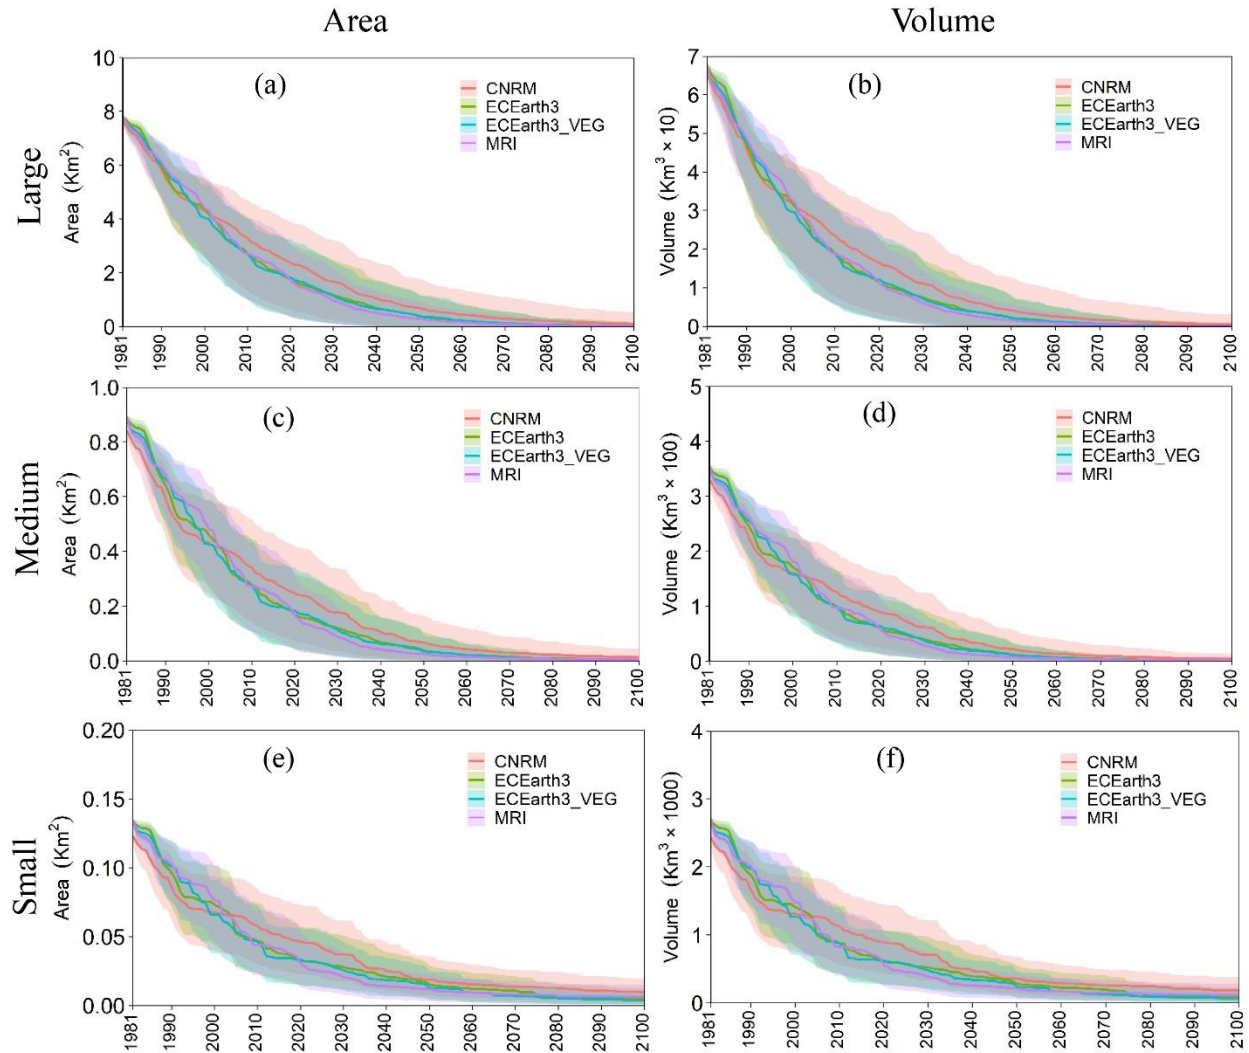 Area
Volume
Large
Area (Km²)
10
8
6
4
2
0
(a)
CNRM
ECEarth3
ECEarth3_VEG
MRI
1981
1990
2000
2010
2020
2030
2040
2050
2060
2070
2080
2090
2100
Volume (Km³ × 10)
7
6
5
4
3
2
1
0
(b)
CNRM
ECEarth3
ECEarth3_VEG
MRI
1981
1990
2000
2010
2020
2030
2040
2050
2060
2070
2080
2090
2100
Medium
Area (Km²)
1.0
0.8
0.6
0.4
0.2
0.0
(c)
CNRM
ECEarth3
ECEarth3_VEG
MRI
1981
1990
2000
2010
2020
2030
2040
2050
2060
2070
2080
2090
2100
Volume (Km³ × 100)
5
4
3
2
1
0
(d)
CNRM
ECEarth3
ECEarth3_VEG
MRI
1981
1990
2000
2010
2020
2030
2040
2050
2060
2070
2080
2090
2100
Small
Area (Km²)
0.20
0.15
0.10
0.05
0.00
(e)
CNRM
ECEarth3
ECEarth3_VEG
MRI
1981
1990
2000
2010
2020
2030
2040
2050
2060
2070
2080
2090
2100
Volume (Km³ × 1000)
4
3
2
1
0
(f)
CNRM
ECEarth3
ECEarth3_VEG
MRI
1981
1990
2000
2010
2020
2030
2040
2050
2060
2070
2080
2090
2100